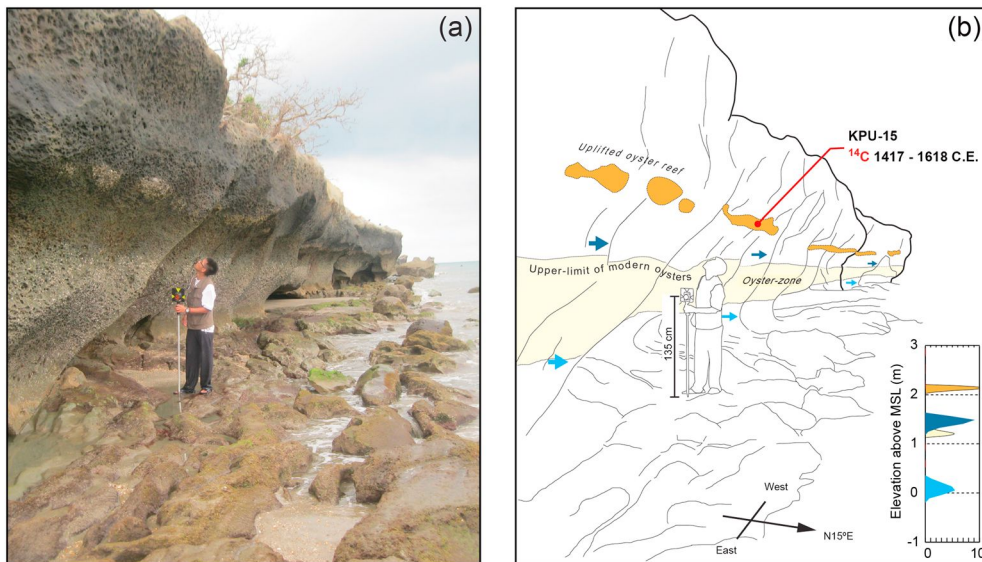 (a)
(b)
KPU-15
¹⁴C 1417 - 1618 C.E.
Uplifted oyster reef
Upper-limit of modern oysters
Oyster-zone
135 cm
West
N15ºE
East
Elevation above MSL (m)
3
2
1
0
-1
0
10